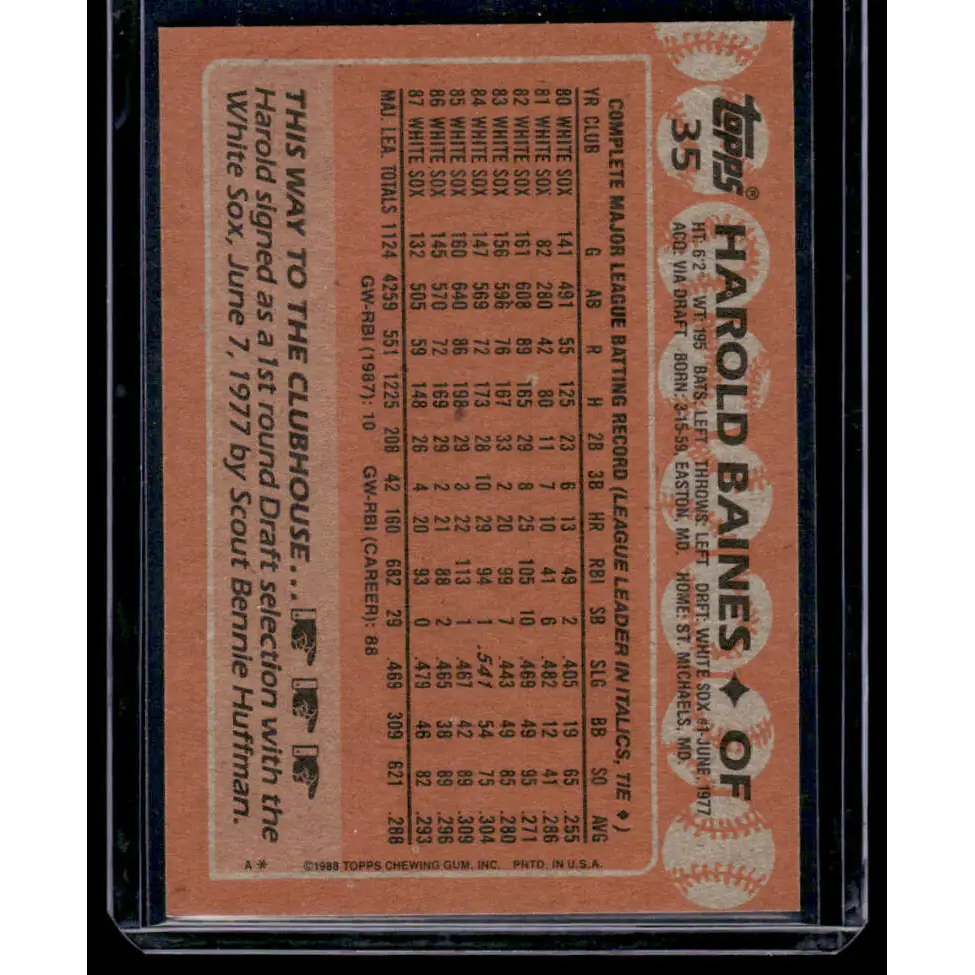 TOPPS®
35
HAROLD BAINES ♦ OF
HT: 6'2" WT: 195 BATS: LEFT THROWS: LEFT DRFT: WHITE SOX #1-JUNE, 1977
ACQ: VIA DRAFT BORN: 3-15-59, EASTON, MD. HOME: ST. MICHAELS, MD.
COMPLETE MAJOR LEAGUE BATTING RECORD (LEAGUE LEADER IN ITALICS, TIE ♦)
YR CLUB G AB R H 2B 3B HR RBI SB SLG BB SO AVG
80 WHITE SOX 141 491 55 125 23 6 13 49 2 .405 19 65 .255
81 WHITE SOX 82 280 42 80 11 7 10 41 6 .482 12 41 .286
82 WHITE SOX 161 608 89 165 29 8 25 105 10 .469 49 95 .271
83 WHITE SOX 156 596 76 167 33 2 20 99 7 .443 49 85 .280
84 WHITE SOX 147 569 72 173 28 10 29 94 1 .541 54 75 .304
85 WHITE SOX 160 640 86 198 29 3 22 113 1 .467 42 89 .309
86 WHITE SOX 145 570 72 169 29 2 21 88 2 .465 38 89 .296
87 WHITE SOX 132 505 59 148 26 4 20 93 0 .479 46 82 .293
MAJ. LEA. TOTALS 1124 4259 551 1225 208 42 160 682 29 .469 309 621 .288
GW-RBI (1987): 10 GW-RBI (CAREER): 88
THIS WAY TO THE CLUBHOUSE...
Harold signed as a 1st round Draft selection with the
White Sox, June 7, 1977 by Scout Bennie Huffman.
A* ©1988 TOPPS CHEWING GUM, INC. PRTD. IN U.S.A.